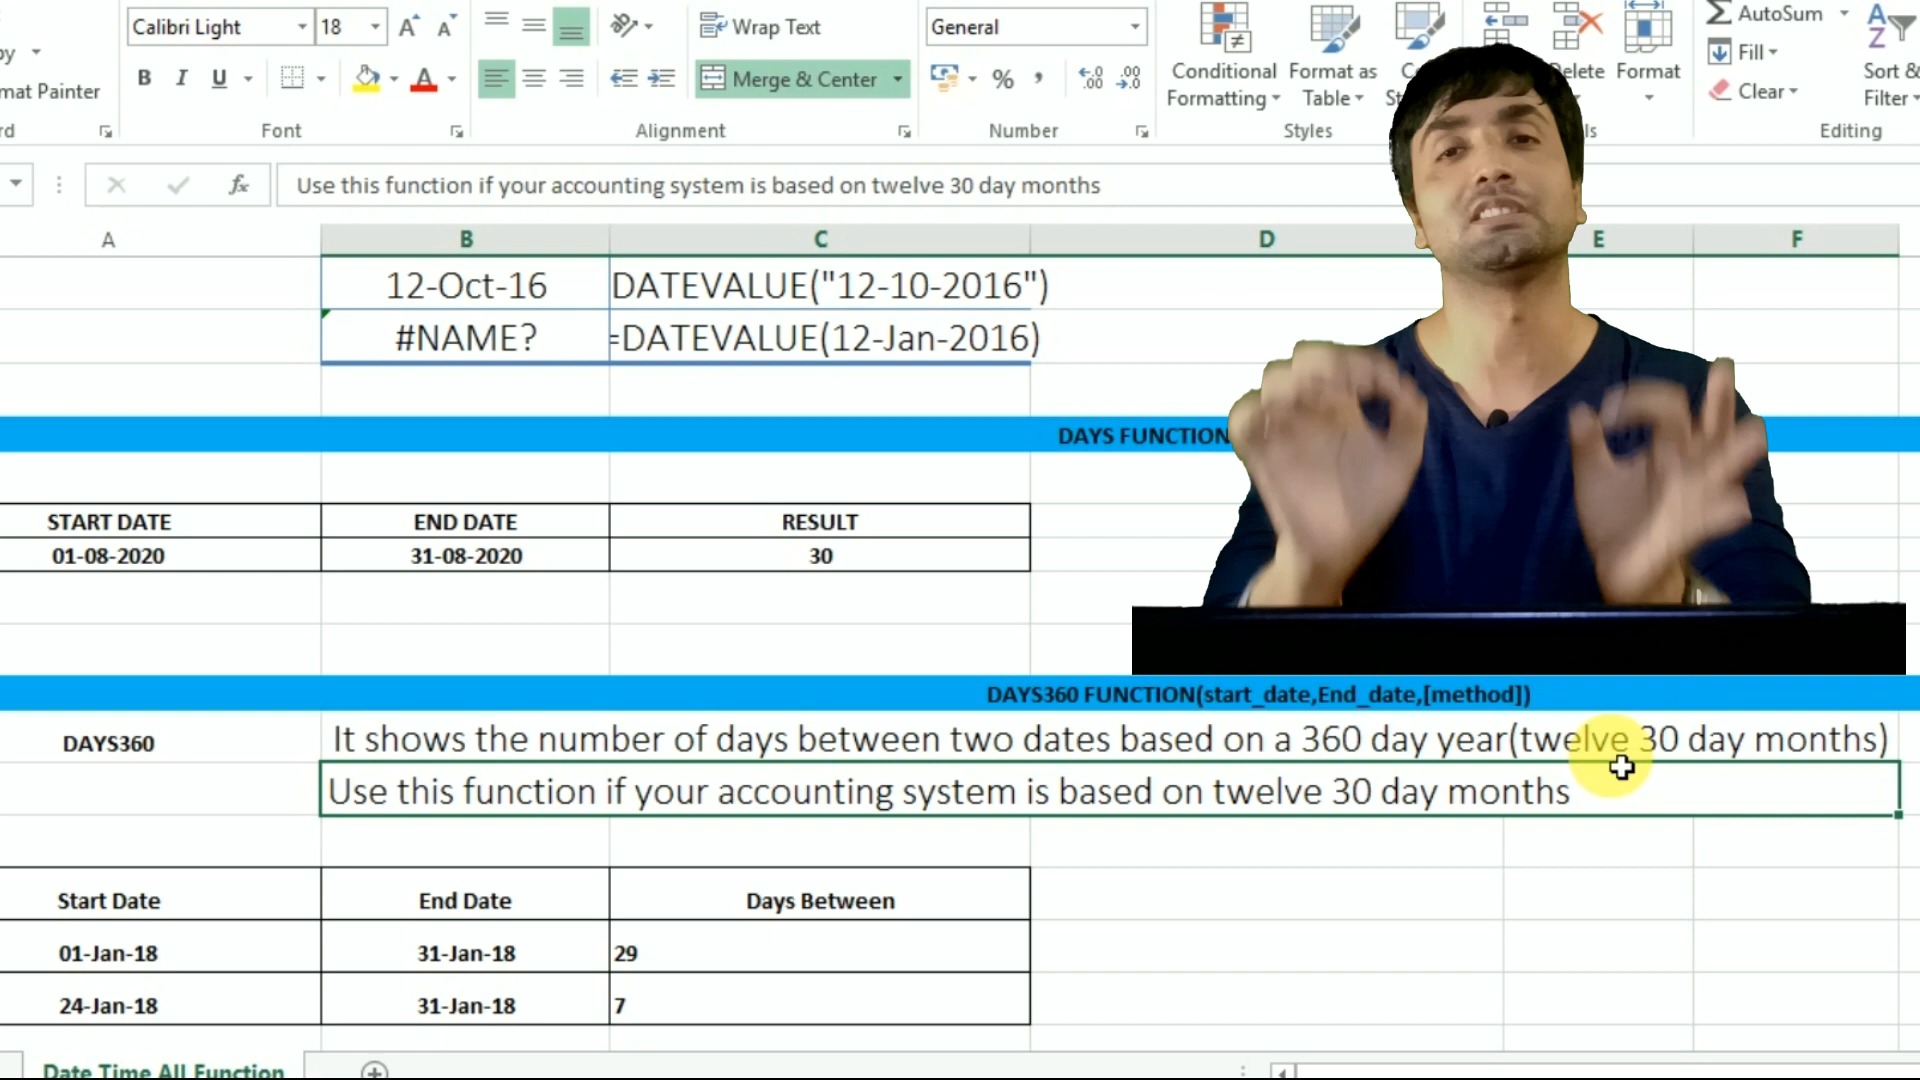 Calibri Light
18
Wrap Text
General
AutoSum
Fill
Clear
mat Painter
B I U
Merge & Center
%
Conditional
Formatting
Format as
Table
Format
Sort &
Filter
Font
Alignment
Number
Styles
Editing
fx
Use this function if your accounting system is based on twelve 30 day months
A B C D E F
12-Oct-16
DATEVALUE("12-10-2016")
#NAME?
=DATEVALUE(12-Jan-2016)
DAYS FUNCTION
START DATE END DATE RESULT
01-08-2020 31-08-2020 30
DAYS360 FUNCTION(start_date,End_date,[method])
DAYS360
It shows the number of days between two dates based on a 360 day year(twelve 30 day months)
Use this function if your accounting system is based on twelve 30 day months
Start Date End Date Days Between
01-Jan-18 31-Jan-18 29
24-Jan-18 31-Jan-18 7
Date Time All Function